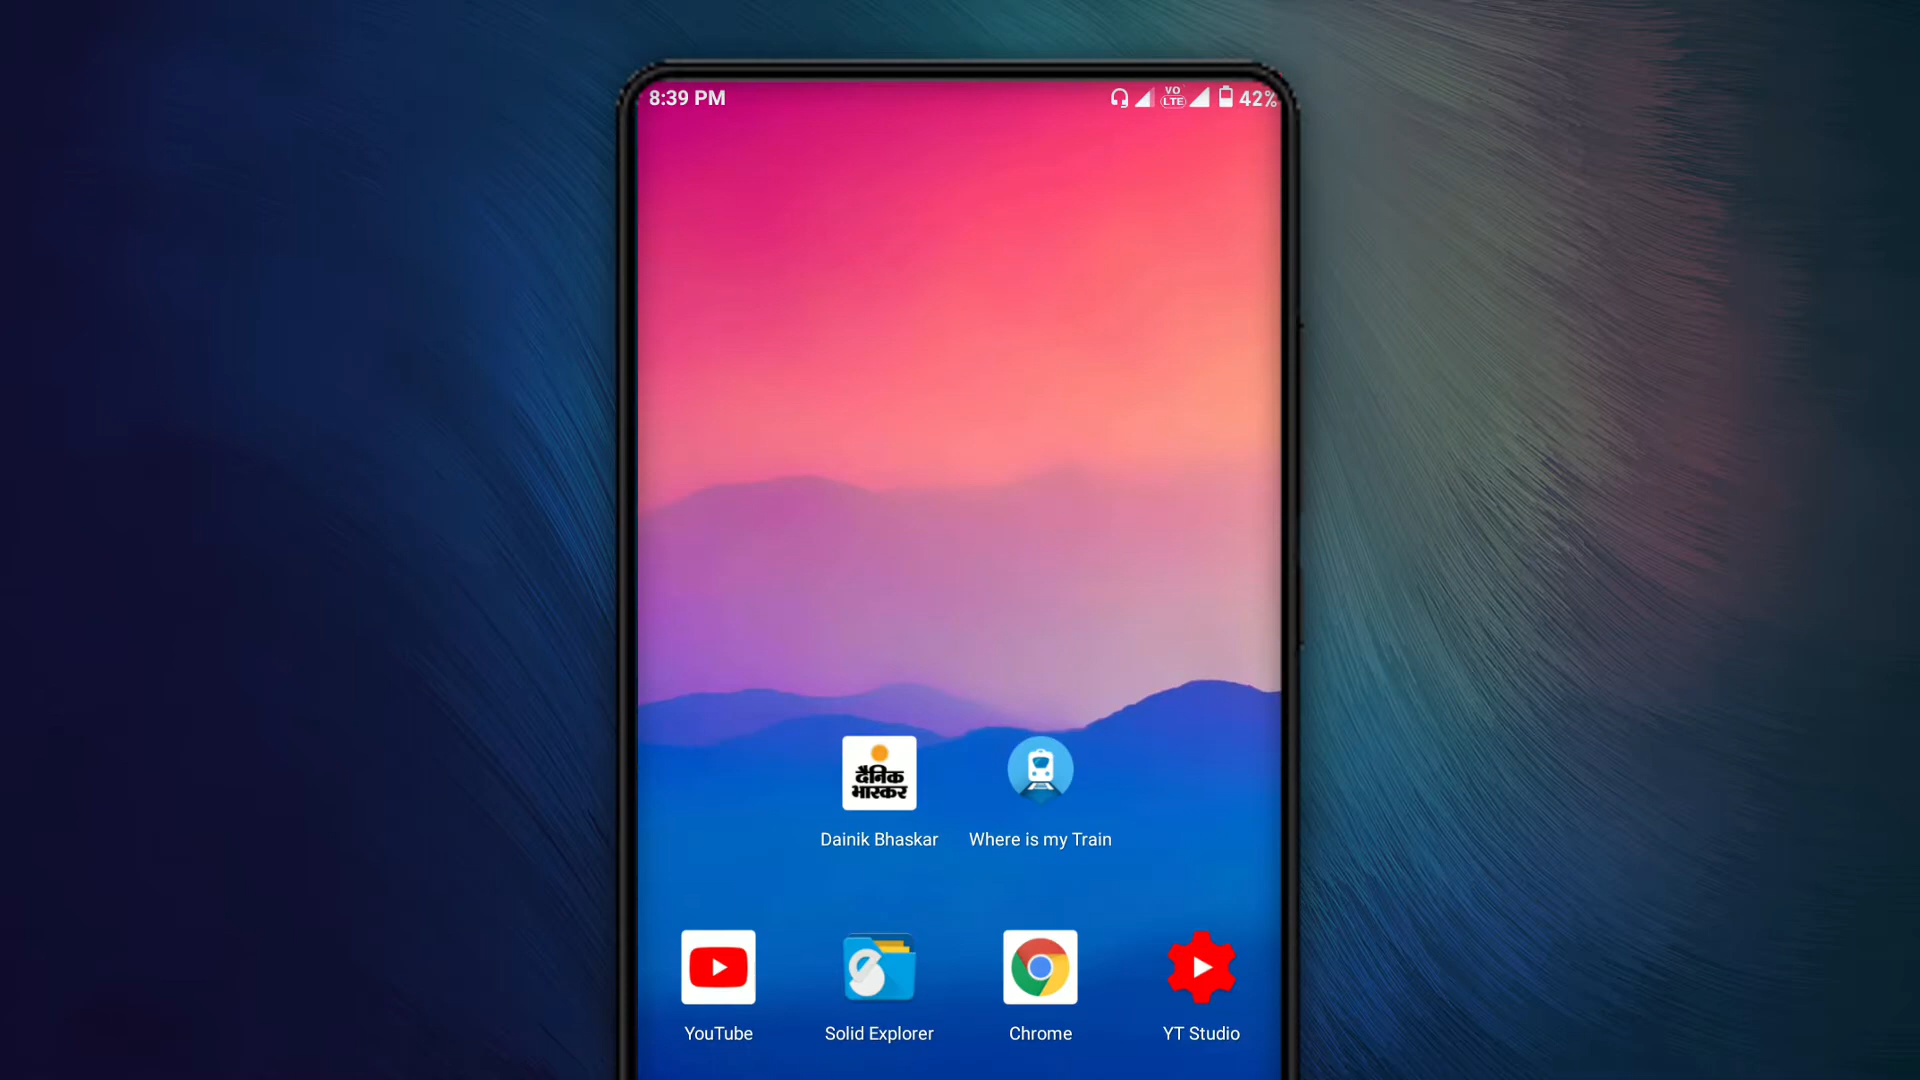 8:39 PM
VO
LTE
42%
दैनिक
भास्कर
Dainik Bhaskar
Where is my Train
YouTube
Solid Explorer
Chrome
YT Studio